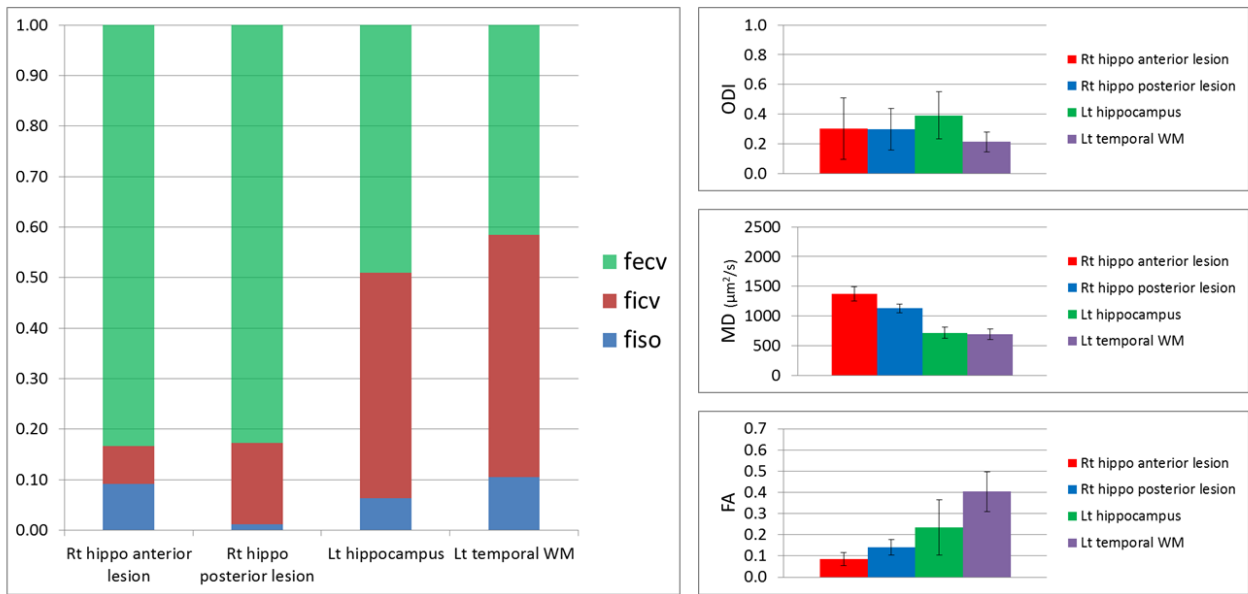 1.00
0.90
0.80
0.70
0.60
0.50
0.40
0.30
0.20
0.10
0.00
Rt hippo anterior
lesion
Rt hippo
posterior lesion
Lt hippocampus
Lt temporal WM
fecv
ficv
fiso
ODI
1.0
0.8
0.6
0.4
0.2
0.0
Rt hippo anterior lesion
Rt hippo posterior lesion
Lt hippocampus
Lt temporal WM
MD (μm²/s)
2500
2000
1500
1000
500
0
Rt hippo anterior lesion
Rt hippo posterior lesion
Lt hippocampus
Lt temporal WM
FA
0.7
0.6
0.5
0.4
0.3
0.2
0.1
0.0
Rt hippo anterior lesion
Rt hippo posterior lesion
Lt hippocampus
Lt temporal WM